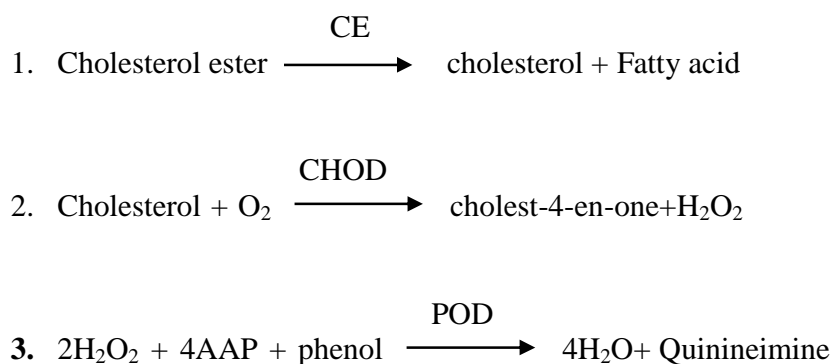 CE
1. Cholesterol ester ⟶ cholesterol + Fatty acid
CHOD
2. Cholesterol + O₂ ⟶ cholest-4-en-one+H₂O₂
POD
3. 2H₂O₂ + 4AAP + phenol ⟶ 4H₂O+ Quinineimine